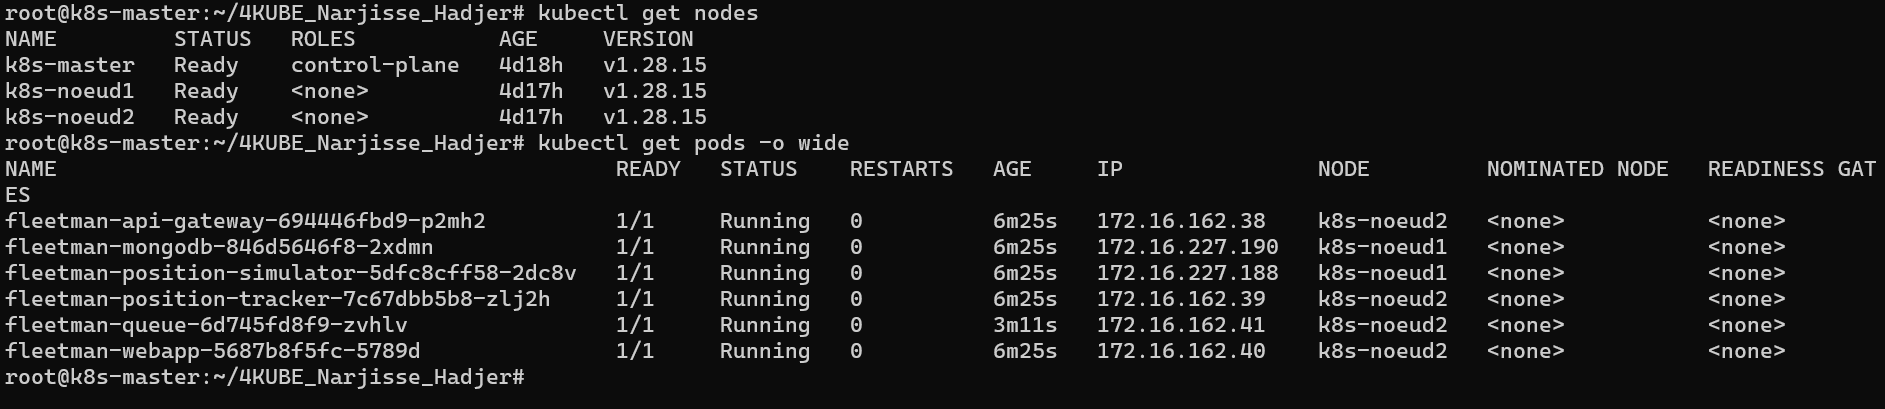 root@k8s-master:~/4KUBE_Narjisse_Hadjer# kubectl get nodes
NAME         STATUS   ROLES           AGE     VERSION
k8s-master   Ready    control-plane   4d18h   v1.28.15
k8s-noeud1   Ready    <none>          4d17h   v1.28.15
k8s-noeud2   Ready    <none>          4d17h   v1.28.15
root@k8s-master:~/4KUBE_Narjisse_Hadjer# kubectl get pods -o wide
NAME                                           READY   STATUS    RESTARTS   AGE     IP               NODE         NOMINATED NODE   READINESS GAT
ES
fleetman-api-gateway-694446fbd9-p2mh2          1/1     Running   0          6m25s   172.16.162.38    k8s-noeud2   <none>           <none>
fleetman-mongodb-846d5646f8-2xdmn              1/1     Running   0          6m25s   172.16.227.190   k8s-noeud1   <none>           <none>
fleetman-position-simulator-5dfc8cff58-2dc8v   1/1     Running   0          6m25s   172.16.227.188   k8s-noeud1   <none>           <none>
fleetman-position-tracker-7c67dbb5b8-zlj2h     1/1     Running   0          6m25s   172.16.162.39    k8s-noeud2   <none>           <none>
fleetman-queue-6d745fd8f9-zvhlv                1/1     Running   0          3m11s   172.16.162.41    k8s-noeud2   <none>           <none>
fleetman-webapp-5687b8f5fc-5789d               1/1     Running   0          6m25s   172.16.162.40    k8s-noeud2   <none>           <none>
root@k8s-master:~/4KUBE_Narjisse_Hadjer#